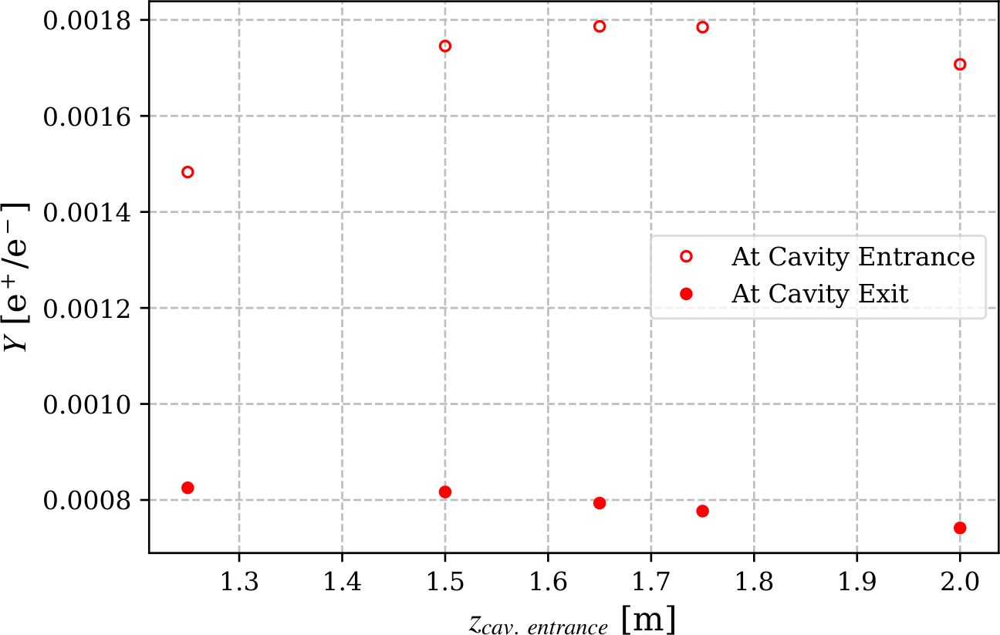 0.0018
0.0016
0.0014
0.0012
0.0010
0.0008
Y [e⁺/e⁻]
At Cavity Entrance
At Cavity Exit
1.3 1.4 1.5 1.6 1.7 1.8 1.9 2.0
z_cav. entrance [m]